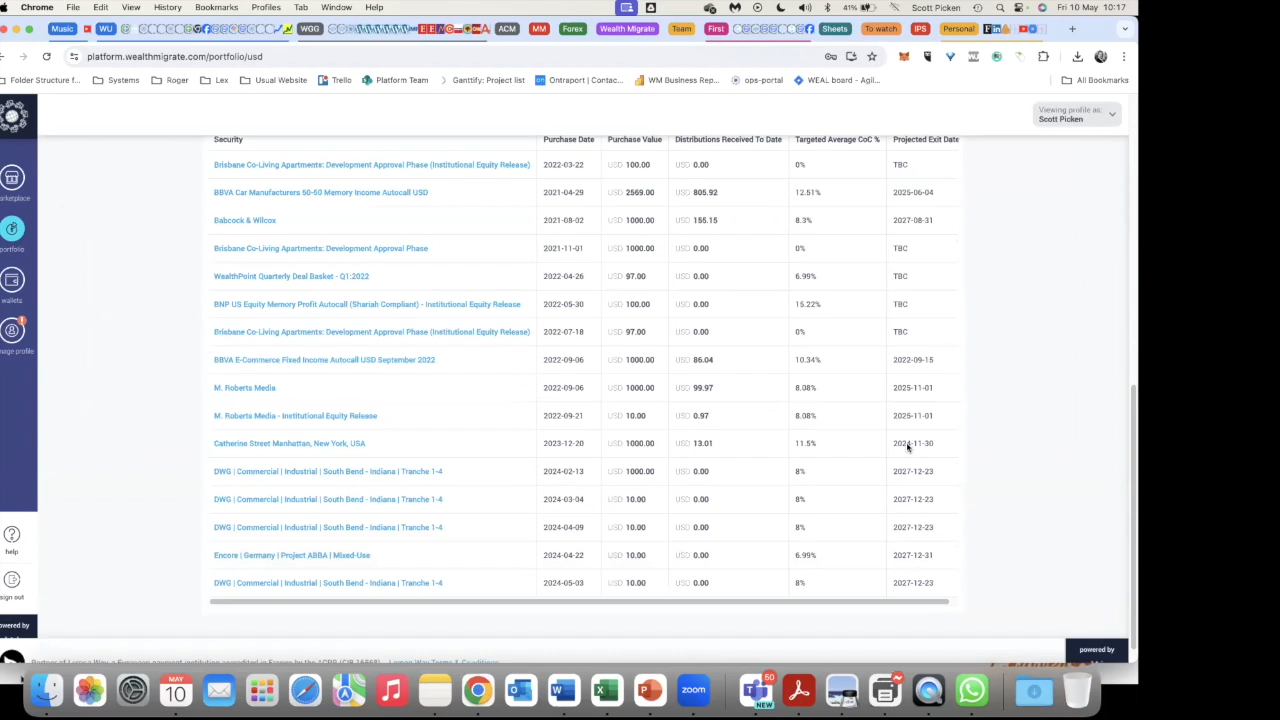 Chrome File Edit View History Bookmarks Profiles Tab Window Help 41% Scott Picken Fri 10 May 10:17
Music WU WGG ACM MM Forex Wealth Migrate Team First Sheets To watch IPS Personal
platform.wealthmigrate.com/portfolio/usd
Folder Structure f... Systems Roger Lex Usual Website Trello Platform Team Ganttify: Project list Ontraport | Contac... WM Business Rep... ops-portal WEAL board - Agil... All Bookmarks
Viewing profile as:
Scott Picken
Security Purchase Date Purchase Value Distributions Received To Date Targeted Average CoC % Projected Exit Date
Brisbane Co-Living Apartments: Development Approval Phase (Institutional Equity Release) 2022-03-22 USD 100.00 USD 0.00 0% TBC
BBVA Car Manufacturers 50-50 Memory Income Autocall USD 2021-04-29 USD 2569.00 USD 805.92 12.51% 2025-06-04
Babcock & Wilcox 2021-08-02 USD 1000.00 USD 155.15 8.3% 2027-08-31
Brisbane Co-Living Apartments: Development Approval Phase 2021-11-01 USD 1000.00 USD 0.00 0% TBC
WealthPoint Quarterly Deal Basket - Q1:2022 2022-04-26 USD 97.00 USD 0.00 6.99% TBC
BNP US Equity Memory Profit Autocall (Shariah Compliant) - Institutional Equity Release 2022-05-30 USD 100.00 USD 0.00 15.22% TBC
Brisbane Co-Living Apartments: Development Approval Phase (Institutional Equity Release) 2022-07-18 USD 97.00 USD 0.00 0% TBC
BBVA E-Commerce Fixed Income Autocall USD September 2022 2022-09-06 USD 1000.00 USD 86.04 10.34% 2022-09-15
M. Roberts Media 2022-09-06 USD 1000.00 USD 99.97 8.08% 2025-11-01
M. Roberts Media - Institutional Equity Release 2022-09-21 USD 10.00 USD 0.97 8.08% 2025-11-01
Catherine Street Manhattan, New York, USA 2023-12-20 USD 1000.00 USD 13.01 11.5% 2024-11-30
DWG | Commercial | Industrial | South Bend - Indiana | Tranche 1-4 2024-02-13 USD 1000.00 USD 0.00 8% 2027-12-23
DWG | Commercial | Industrial | South Bend - Indiana | Tranche 1-4 2024-03-04 USD 10.00 USD 0.00 8% 2027-12-23
DWG | Commercial | Industrial | South Bend - Indiana | Tranche 1-4 2024-04-09 USD 10.00 USD 0.00 8% 2027-12-23
Encore | Germany | Project ABBA | Mixed-Use 2024-04-22 USD 10.00 USD 0.00 6.99% 2027-12-31
DWG | Commercial | Industrial | South Bend - Indiana | Tranche 1-4 2024-05-03 USD 10.00 USD 0.00 8% 2027-12-23
arketplace
portfolio
wallets
nage profile
help
sign out
owered by
powered by
MAY
10
zoom
50
NEW